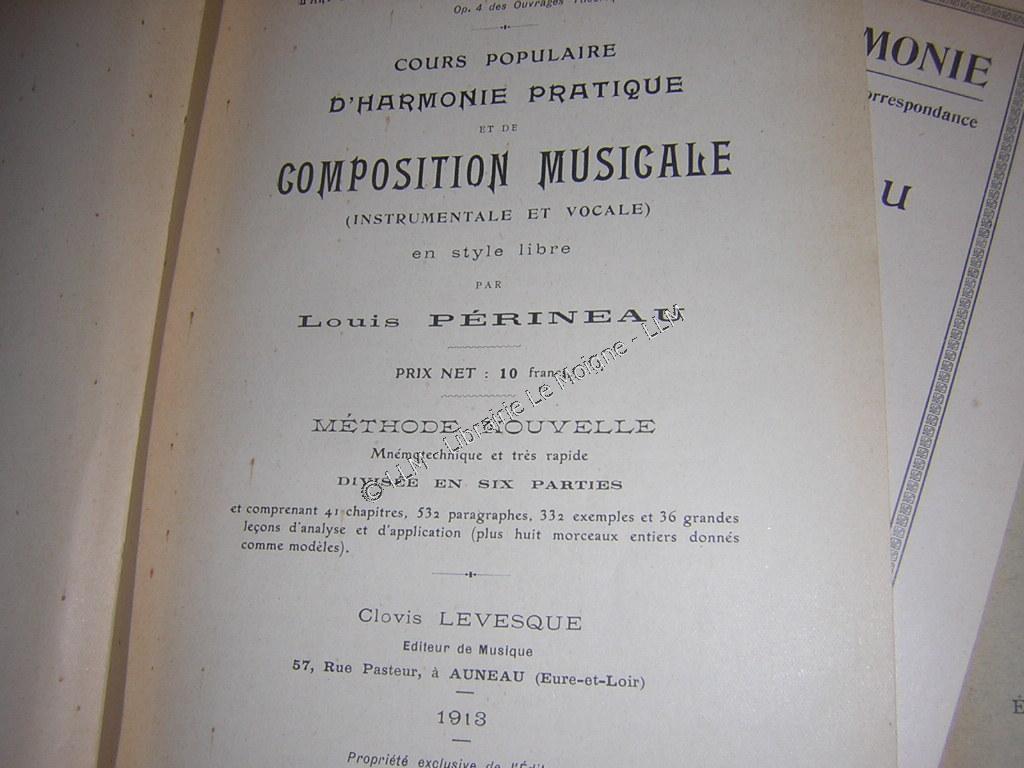 Op. 4 des Ouvrages
COURS POPULAIRE
D'HARMONIE PRATIQUE
ET DE
COMPOSITION MUSICALE
(INSTRUMENTALE ET VOCALE)
en style libre
PAR
Louis PÉRINEAU
PRIX NET : 10 francs
MÉTHODE NOUVELLE
Mnémotechnique et très rapide
DIVISÉE EN SIX PARTIES
et comprenant 41 chapitres, 532 paragraphes, 332 exemples et 36 grandes
leçons d'analyse et d'application (plus huit morceaux entiers donnés
comme modèles).
Clovis LEVESQUE
Editeur de Musique
57, Rue Pasteur, à AUNEAU (Eure-et-Loir)
1913
Propriété exclusive de
© LLM - Librairie Le Moigne - LLM
MONIE
orrespondance
U
É